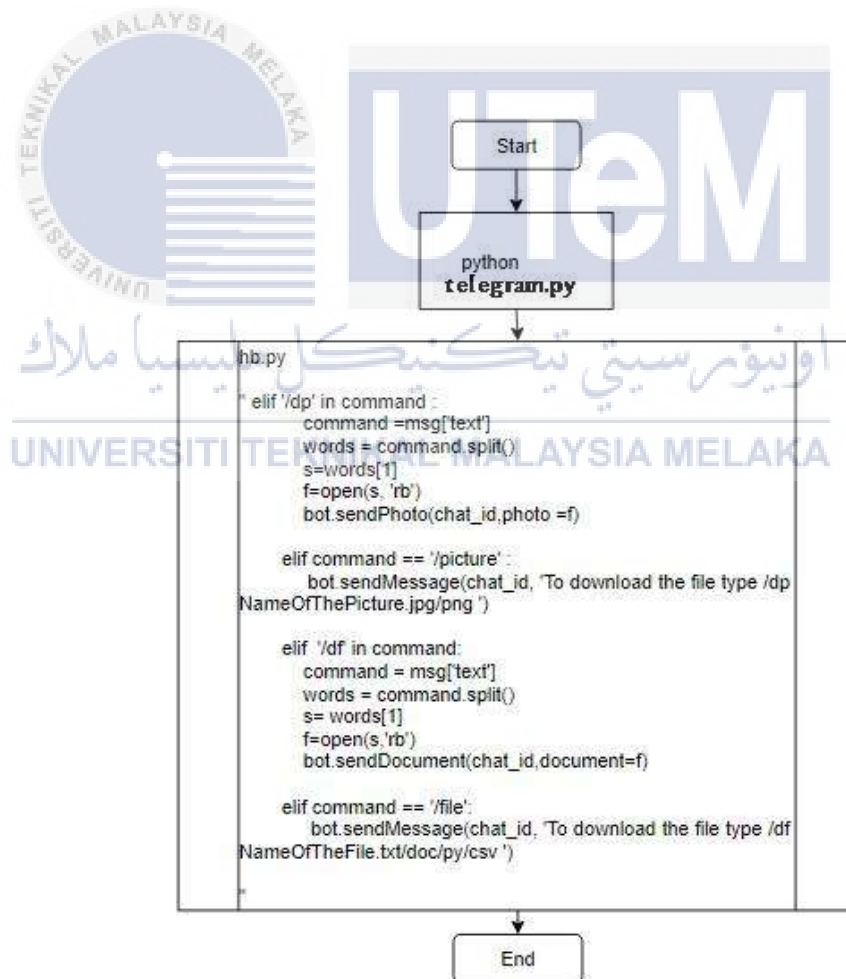 UNIVERSITI TEKNIKAL MALAYSIA MELAKA
UTeM
Start
python
telegram.py
اونيۏرسيتي تيكنيكل مليسيا ملاك
UNIVERSITI TEKNIKAL MALAYSIA MELAKA
hb.py
" elif '/dp' in command :
command =msg['text']
words = command.split()
s=words[1]
f=open(s, 'rb')
bot.sendPhoto(chat_id,photo =f)
elif command == '/picture' :
bot.sendMessage(chat_id, 'To download the file type /dp
NameOfThePicture.jpg/png ')
elif '/df' in command:
command = msg['text']
words = command.split()
s= words[1]
f=open(s,'rb')
bot.sendDocument(chat_id,document=f)
elif command == '/file':
bot.sendMessage(chat_id, 'To download the file type /df
NameOfTheFile.txt/doc/py/csv ')
"
End